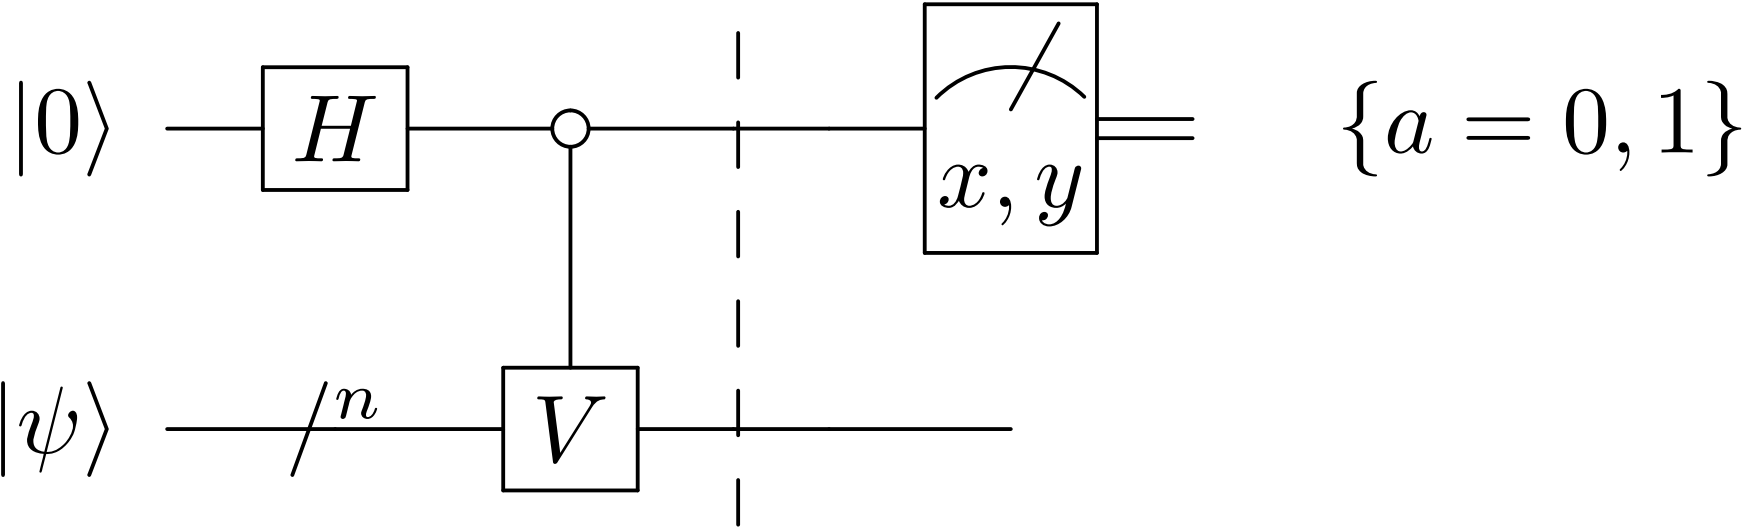 |0⟩ H x, y {a = 0, 1}
|ψ⟩ n V